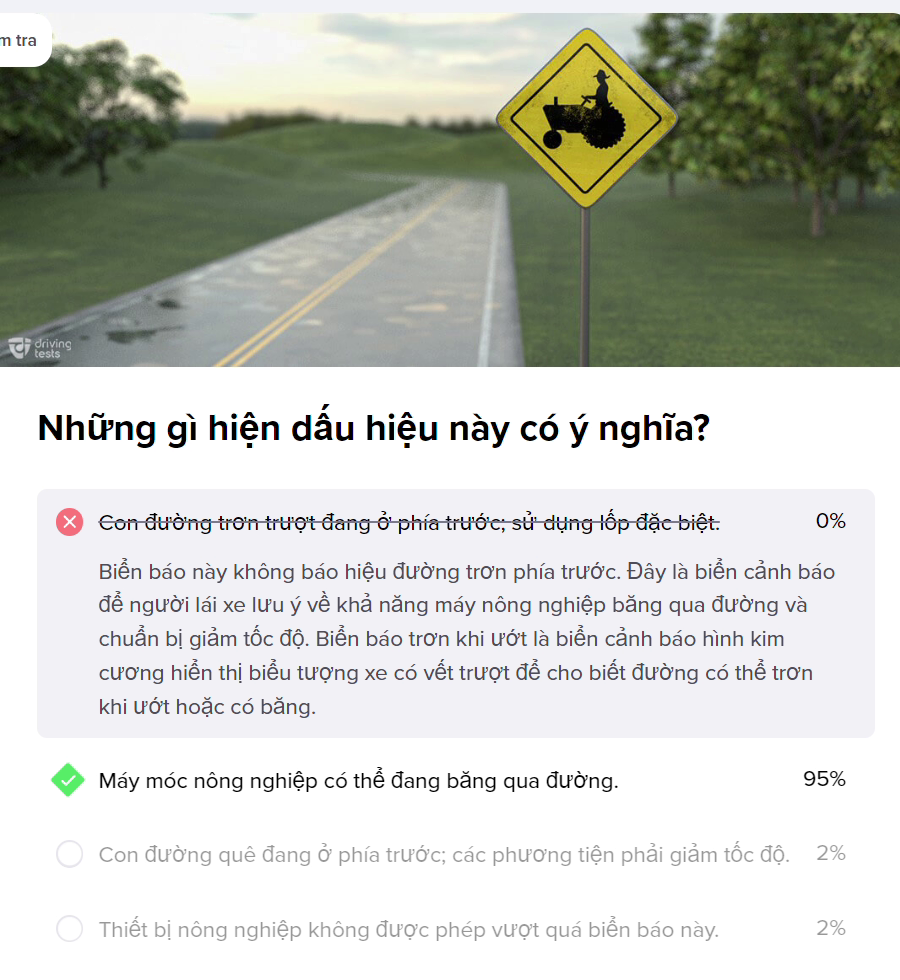 m tra
driving
tests
Những gì hiện dấu hiệu này có ý nghĩa?
Con đường trơn trượt đang ở phía trước; sử dụng lốp đặc biệt.
0%
Biển báo này không báo hiệu đường trơn phía trước. Đây là biển cảnh báo
để người lái xe lưu ý về khả năng máy nông nghiệp băng qua đường và
chuẩn bị giảm tốc độ. Biển báo trơn khi ướt là biển cảnh báo hình kim
cương hiển thị biểu tượng xe có vết trượt để cho biết đường có thể trơn
khi ướt hoặc có băng.
Máy móc nông nghiệp có thể đang băng qua đường.
95%
Con đường quê đang ở phía trước; các phương tiện phải giảm tốc độ.
2%
Thiết bị nông nghiệp không được phép vượt quá biển báo này.
2%